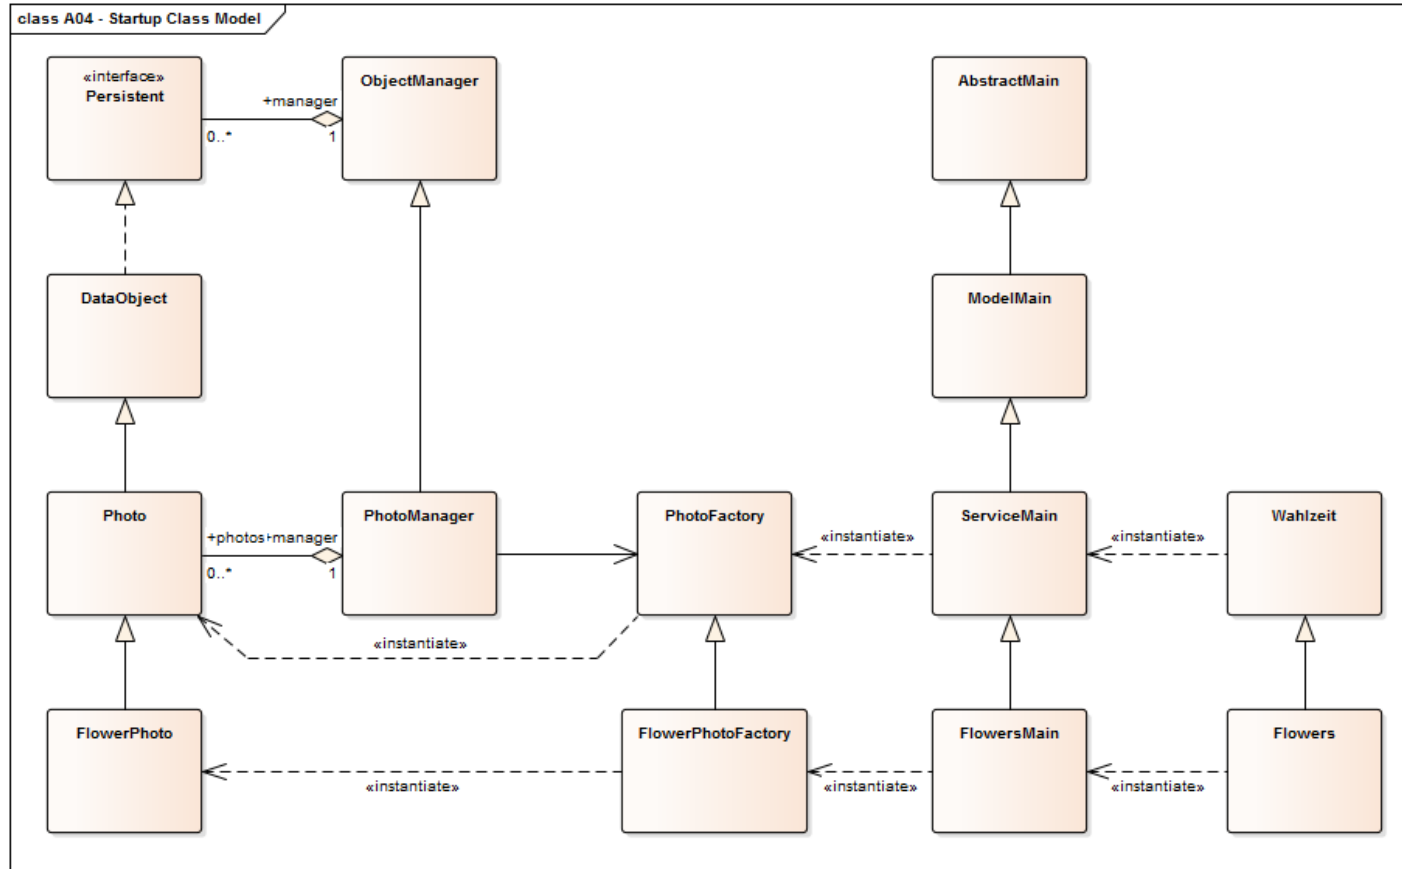 class A04 - Startup Class Model
«interface»
Persistent
+manager
0..*
1
ObjectManager
AbstractMain
DataObject
ModelMain
Photo
+photos
+manager
0..*
1
PhotoManager
PhotoFactory
«instantiate»
ServiceMain
«instantiate»
Wahlzeit
«instantiate»
FlowerPhoto
«instantiate»
FlowerPhotoFactory
«instantiate»
FlowersMain
«instantiate»
Flowers